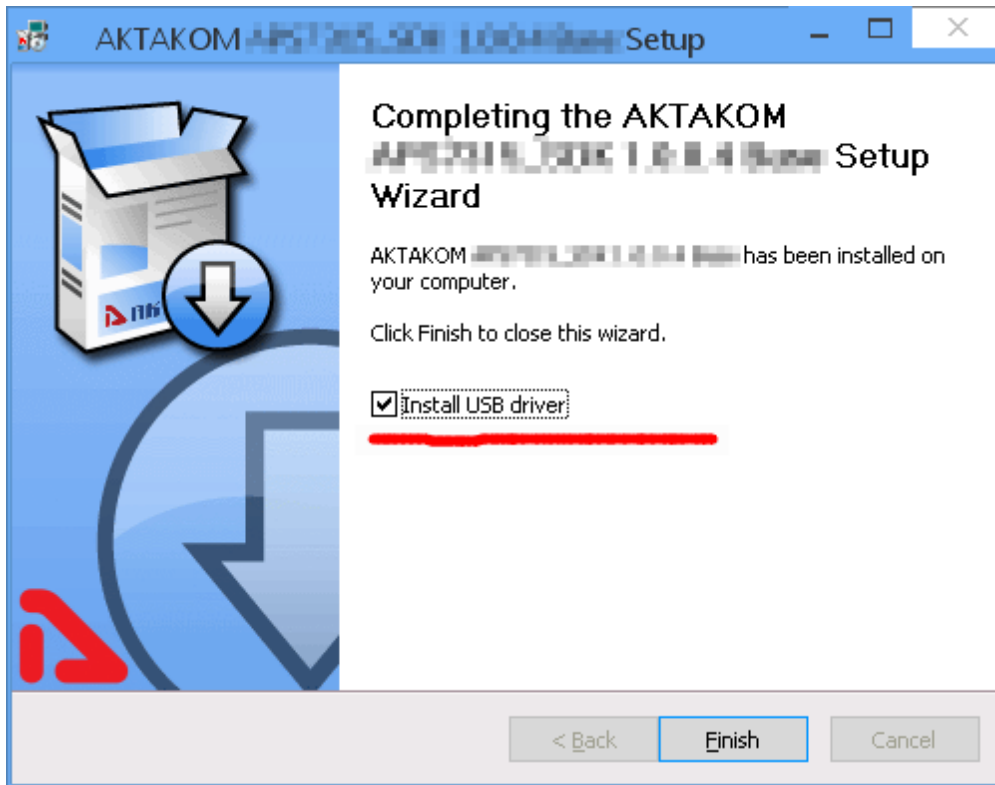 AKTAKOM Setup
Completing the AKTAKOM
Setup
Wizard
AKTAKOM has been installed on
your computer.
Click Finish to close this wizard.
Install USB driver
< Back Finish Cancel